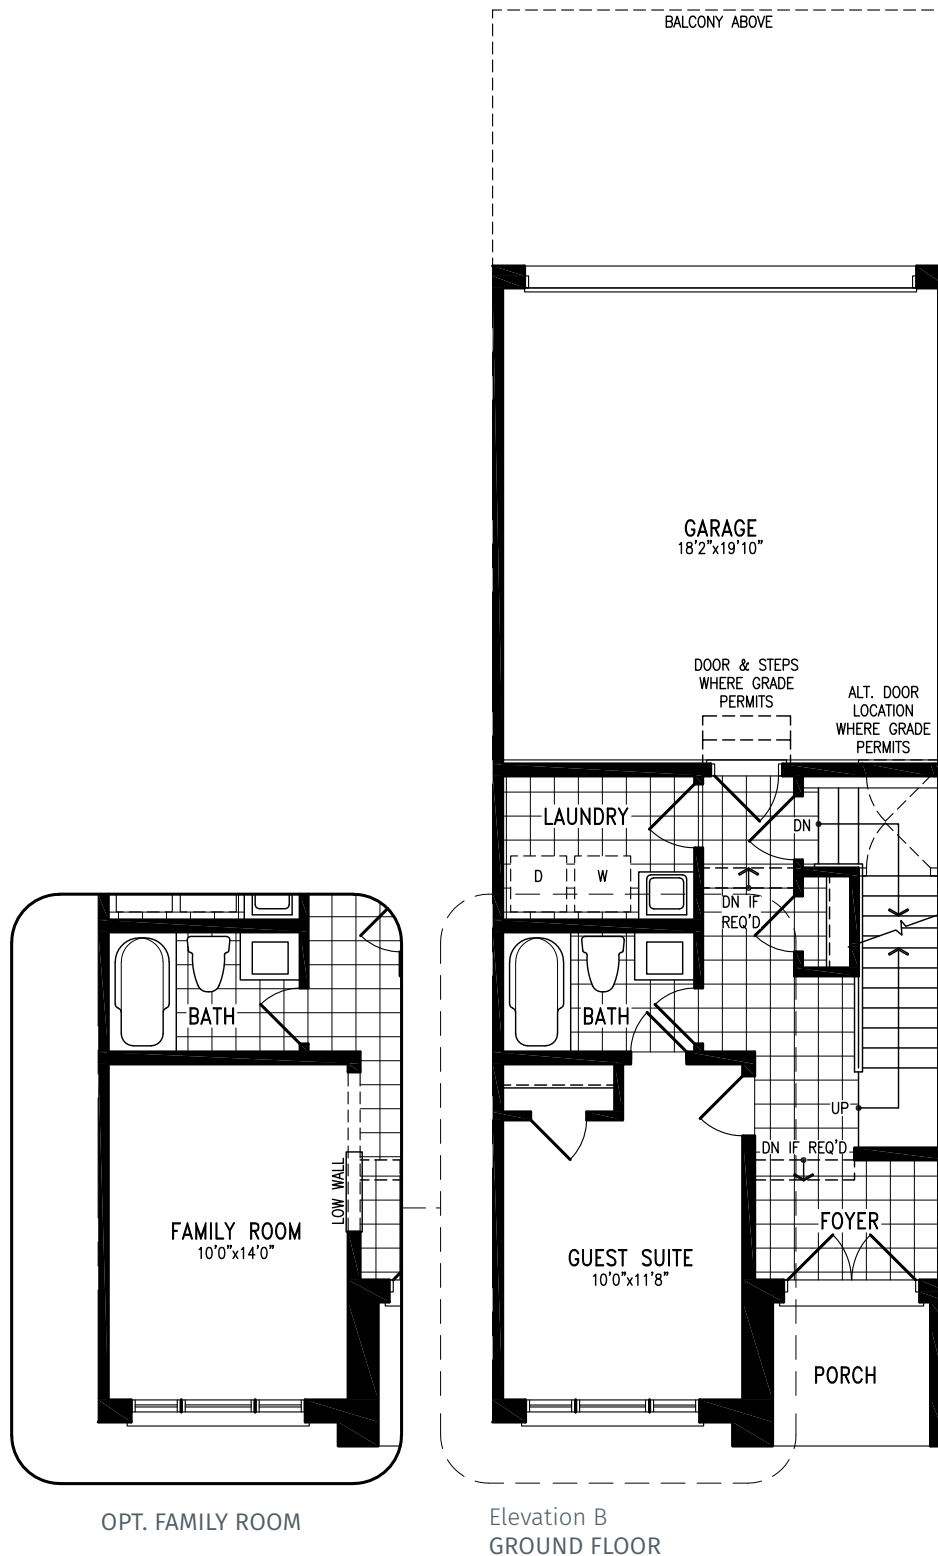 BALCONY ABOVE
GARAGE
18'2"x19'10"
DOOR & STEPS
WHERE GRADE
PERMITS
ALT. DOOR
LOCATION
WHERE GRADE
PERMITS
LAUNDRY
DN
D
W
DN IF
REQ'D
BATH
UP
DN IF REQ'D
FOYER
GUEST SUITE
10'0"x11'8"
PORCH
BATH
LOW WALL
FAMILY ROOM
10'0"x14'0"
OPT. FAMILY ROOM
Elevation B
GROUND FLOOR